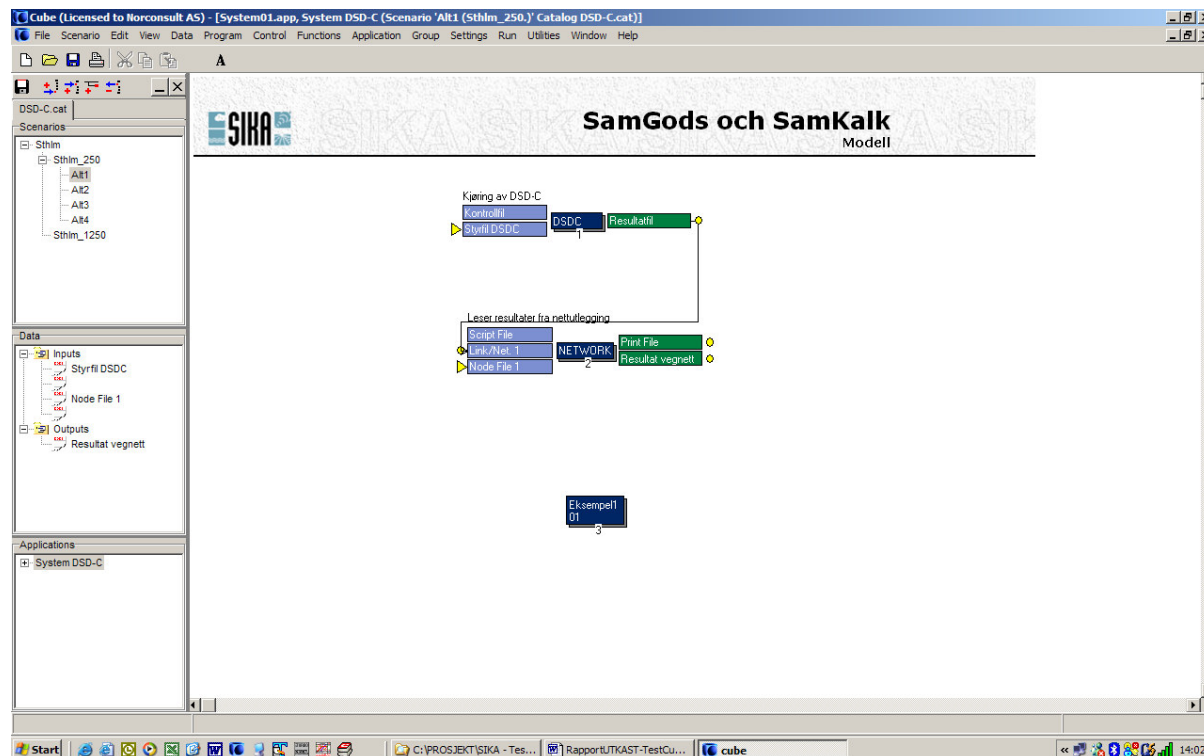 Cube (Licensed to Norconsult AS) - [System01.app, System DSD-C (Scenario 'Alt1 (Sthlm_250.)' Catalog DSD-C.cat)]
File Scenario Edit View Data Program Control Functions Application Group Settings Run Utilities Window Help
A
DSD-C.cat
Scenarios
Sthlm
Sthlm_250
Alt1
Alt2
Alt3
Alt4
Sthlm_1250
Data
Inputs
Styrfil DSDC
Node File 1
Outputs
Resultat vegnett
Applications
System DSD-C
SIKA
SamGods och SamKalk
Modell
Kjøring av DSD-C
Kontrollfil
Styrfil DSDC
DSDC
1
Resultatfil
Leser resultater fra nettutlegging
Script File
Link/Net. 1
Node File 1
NETWORK
2
Print File
Resultat vegnett
Eksempel1
01
3
Start
C:\PROSJEKT\SIKA - Tes...
RapportUTKAST-TestCu...
cube
14:01